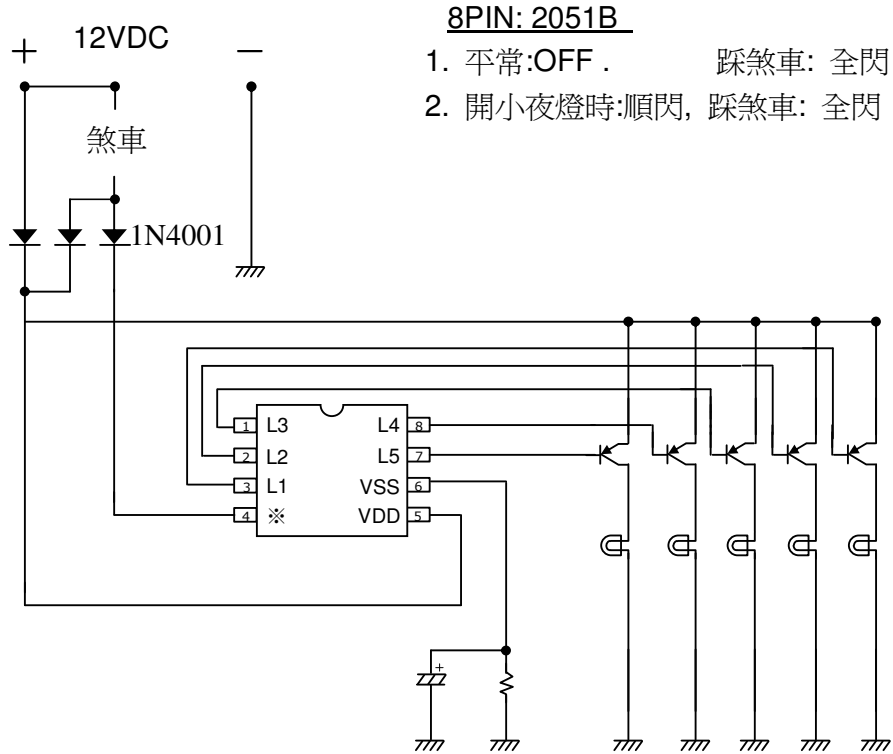 8PIN: 2051B
+ 12VDC —
1. 平常:OFF . 踩煞車: 全閃
2. 開小夜燈時:順閃, 踩煞車: 全閃
煞車
1N4001
1 L3 L4 8
2 L2 L5 7
3 L1 VSS 6
4 ※ VDD 5
+